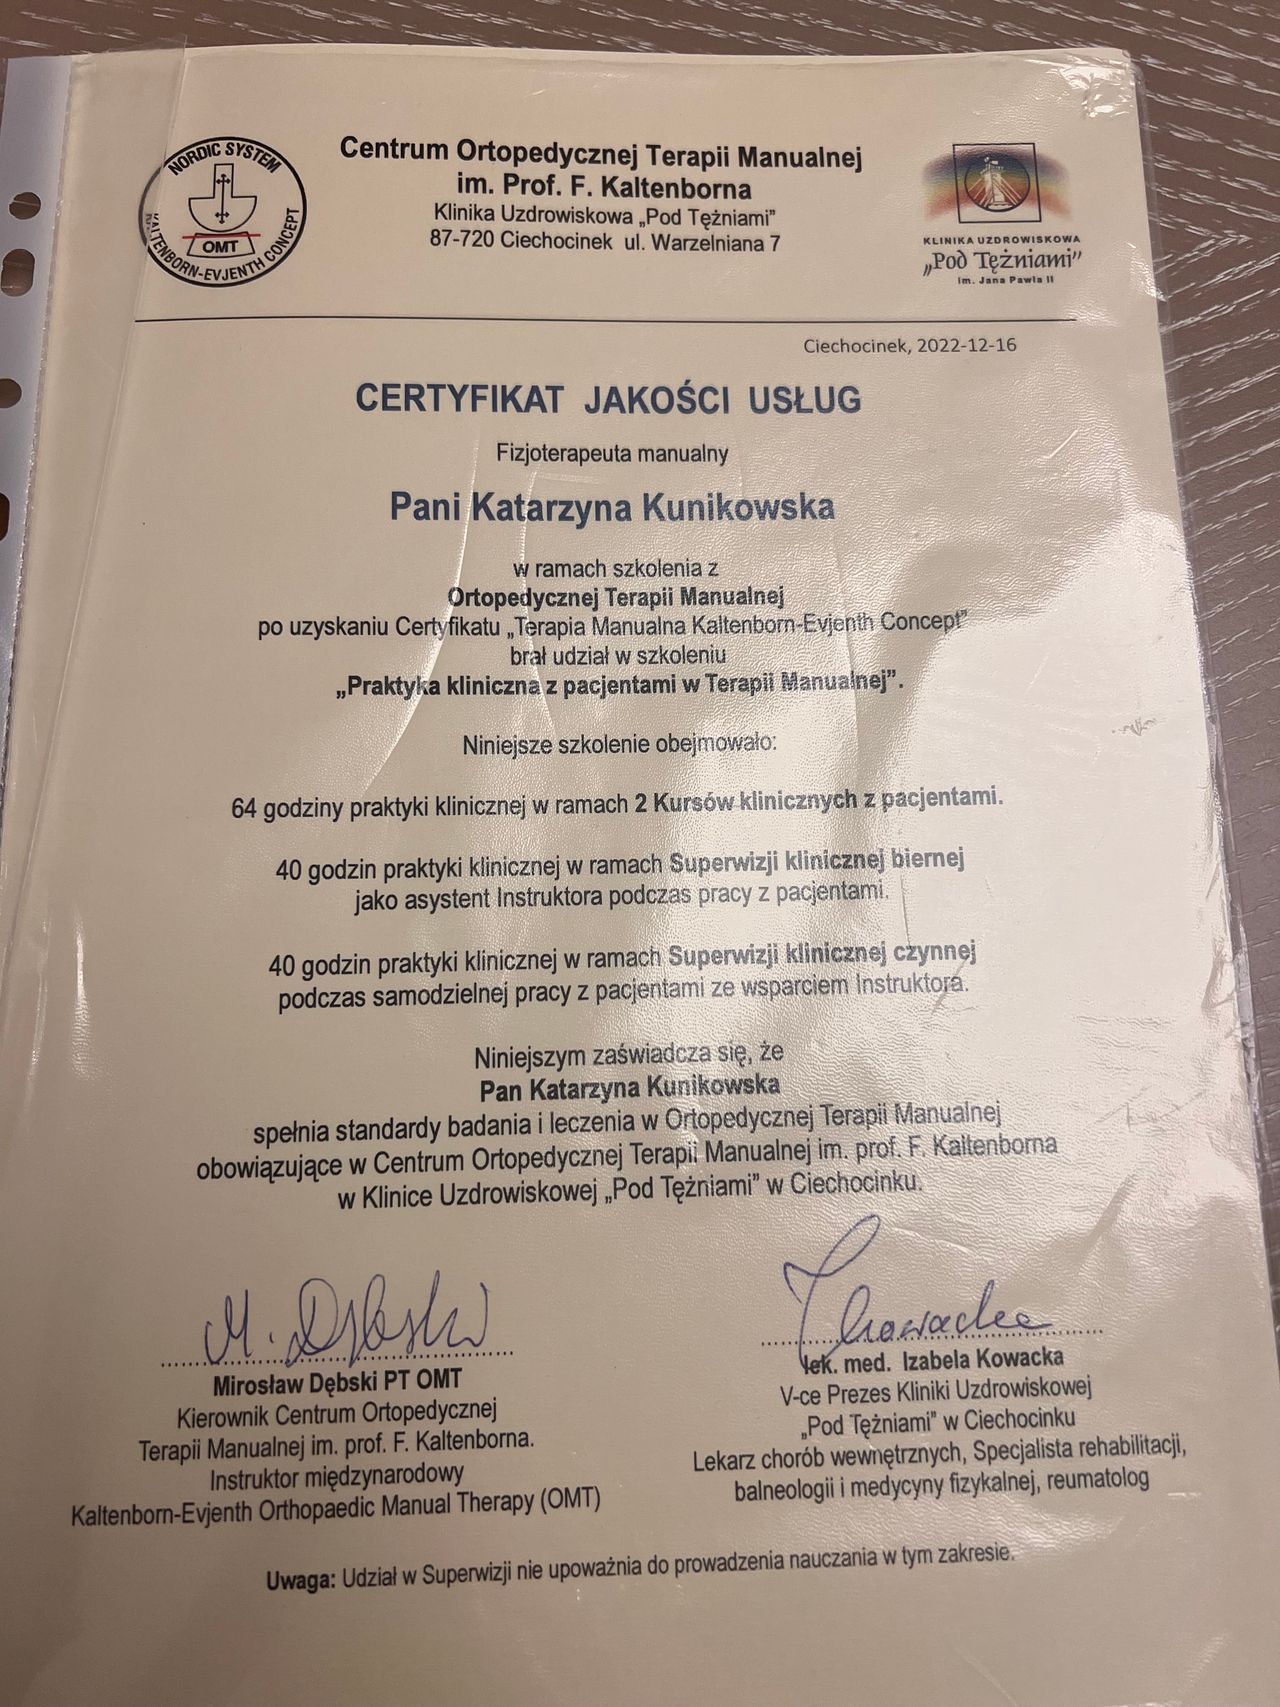 NORDIC SYSTEM
OMT
KALTENBORN-EVJENTH CONCEPT
Centrum Ortopedycznej Terapii Manualnej
im. Prof. F. Kaltenborna
Klinika Uzdrowiskowa „Pod Tężniami”
87-720 Ciechocinek ul. Warzelniana 7
KLINIKA UZDROWISKOWA
„Pod Tężniami”
im. Jana Pawła II
Ciechocinek, 2022-12-16
CERTYFIKAT JAKOŚCI USŁUG
Fizjoterapeuta manualny
Pani Katarzyna Kunikowska
w ramach szkolenia z
Ortopedycznej Terapii Manualnej
po uzyskaniu Certyfikatu „Terapia Manualna Kaltenborn-Evjenth Concept”
brał udział w szkoleniu
„Praktyka kliniczna z pacjentami w Terapii Manualnej”.
Niniejsze szkolenie obejmowało:
64 godziny praktyki klinicznej w ramach 2 Kursów klinicznych z pacjentami.
40 godzin praktyki klinicznej w ramach Superwizji klinicznej biernej
jako asystent Instruktora podczas pracy z pacjentami.
40 godzin praktyki klinicznej w ramach Superwizji klinicznej czynnej
podczas samodzielnej pracy z pacjentami ze wsparciem Instruktora.
Niniejszym zaświadcza się, że
Pan Katarzyna Kunikowska
spełnia standardy badania i leczenia w Ortopedycznej Terapii Manualnej
obowiązujące w Centrum Ortopedycznej Terapii Manualnej im. prof. F. Kaltenborna
w Klinice Uzdrowiskowej „Pod Tężniami” w Ciechocinku.
M. Dębski
Mirosław Dębski PT OMT
Kierownik Centrum Ortopedycznej
Terapii Manualnej im. prof. F. Kaltenborna.
Instruktor międzynarodowy
Kaltenborn-Evjenth Orthopaedic Manual Therapy (OMT)
lek. med. Izabela Kowacka
V-ce Prezes Kliniki Uzdrowiskowej
„Pod Tężniami” w Ciechocinku
Lekarz chorób wewnętrznych, Specjalista rehabilitacji,
balneologii i medycyny fizykalnej, reumatolog
Uwaga: Udział w Superwizji nie upoważnia do prowadzenia nauczania w tym zakresie.